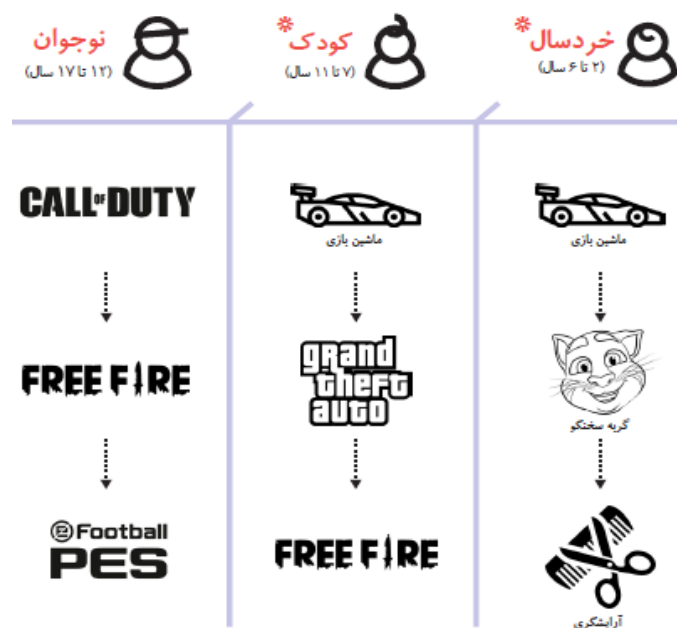 خردسال*
(۲ تا ۶ سال)
ماشین بازی
گربه سخنگو
آرایشگری
کودک*
(۷ تا ۱۱ سال)
ماشین بازی
grand
theft
auto
FREE FIRE
نوجوان
(۱۲ تا ۱۷ سال)
CALL OF DUTY
FREE FIRE
eFootball
PES